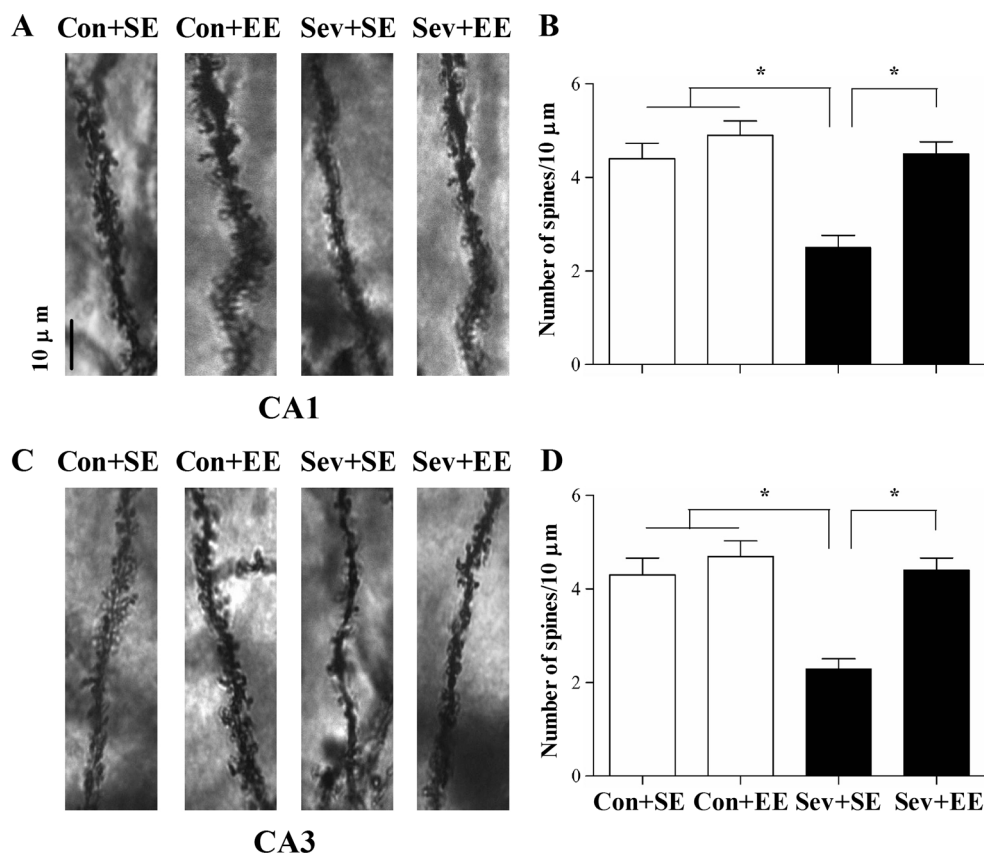 A
Con+SE Con+EE Sev+SE Sev+EE
10 μ m
CA1
B
Number of spines/10 μm
6
4
2
0
* *
C
Con+SE Con+EE Sev+SE Sev+EE
CA3
D
Number of spines/10 μm
6
4
2
0
* *
Con+SE Con+EE Sev+SE Sev+EE